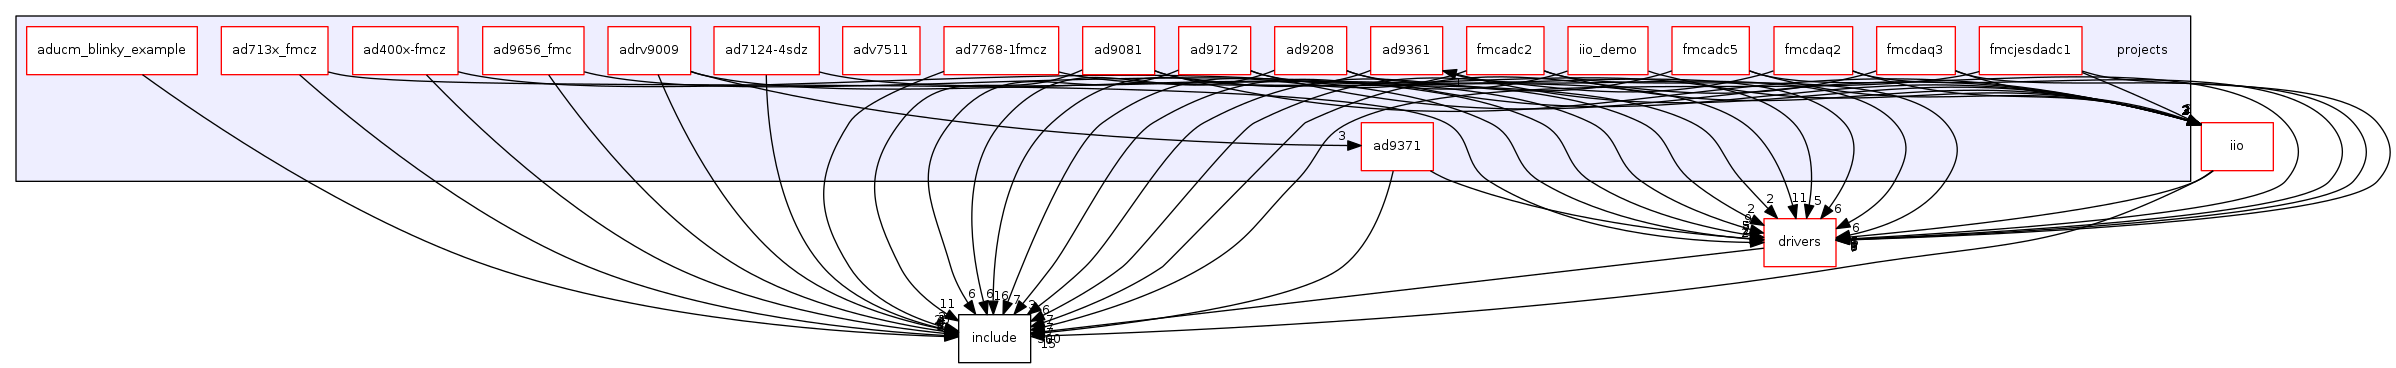 aducm_blinky_example
ad713x_fmcz
ad400x-fmcz
ad9656_fmc
adrv9009
ad7124-4sdz
adv7511
ad7768-1fmcz
ad9081
ad9172
ad9208
ad9361
fmcadc2
iio_demo
fmcadc5
fmcdaq2
fmcdaq3
fmcjesdadc1
projects
1
3
ad9371
iio
2
11
5
6
2
6
drivers
11
6
6
16
7
3
6
7
include
15